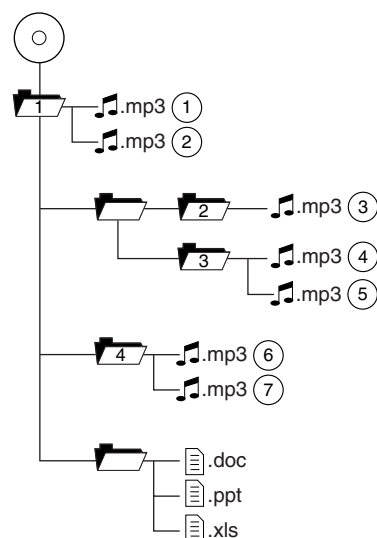 1 .mp3 1
.mp3 2
2 .mp3 3
3 .mp3 4
.mp3 5
4 .mp3 6
.mp3 7
.doc
.ppt
.xls